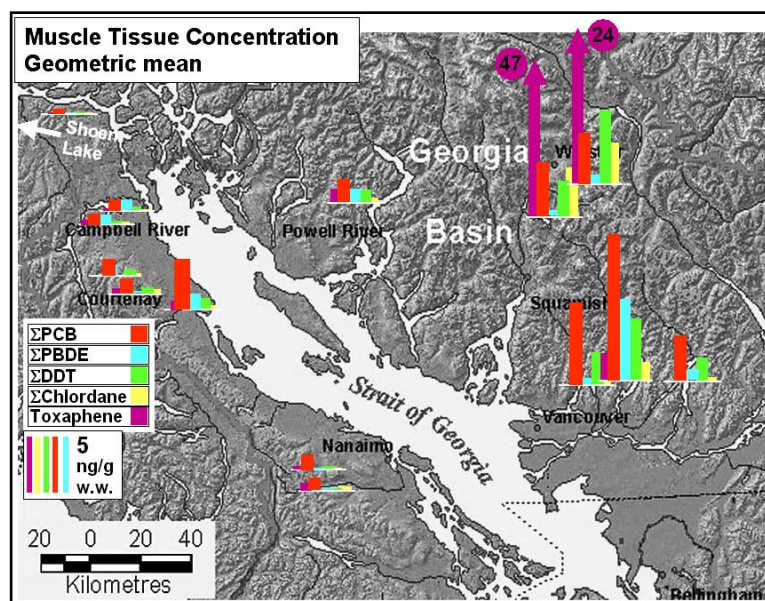 Muscle Tissue Concentration
Geometric mean
47
24
Shoen
Lake
Georgia
Basin
Campbell River
Powell River
Courtenay
Squamish
ΣPCB
ΣPBDE
ΣDDT
ΣChlordane
Toxaphene
5
ng/g
w.w.
Strait of Georgia
Vancouver
Nanaimo
20 0 20 40
Kilometres
Bellingham